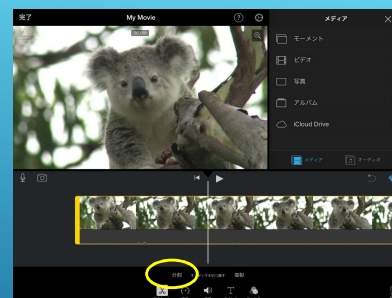 完了 My Movie メディア
モーメント
ビデオ
写真
アルバム
iCloud Drive
メディア オーディオ
分割 複製